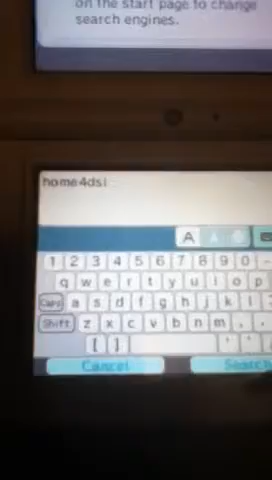 on the start page to change
search engines.
home4dsi
A
1 2 3 4 5 6 7 8 9 0 -
q w e r t y u i o p
Caps a s d f g h j k l
Shift z x c v b n m , .
[ ] ' '
Cancel Search